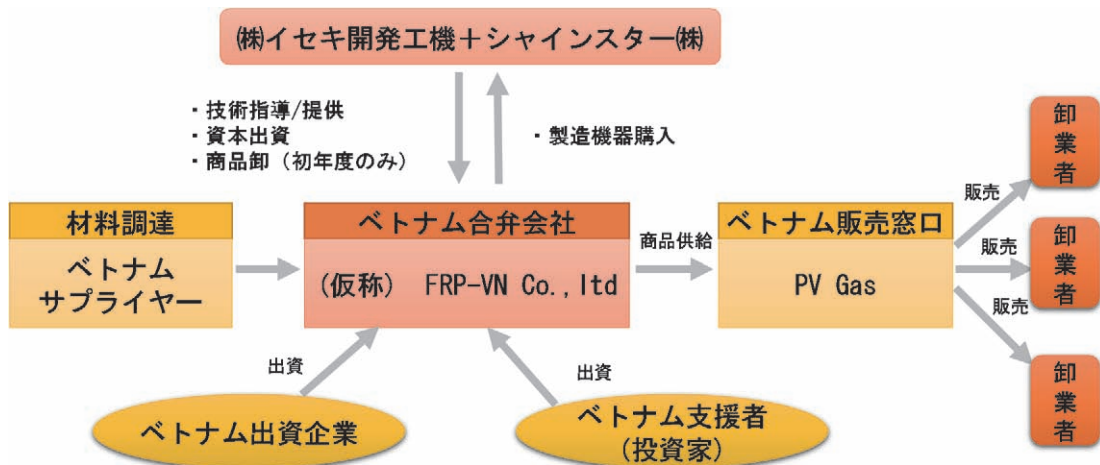 ㈱イセキ開発工機＋シャインスター㈱
・技術指導/提供
・資本出資
・商品卸（初年度のみ）
・製造機器購入
材料調達
ベトナム
サプライヤー
ベトナム合弁会社
(仮称) FRP-VN Co.,ltd
商品供給
ベトナム販売窓口
PV Gas
販売
販売
販売
卸業者
卸業者
卸業者
出資
出資
ベトナム出資企業
ベトナム支援者
(投資家)